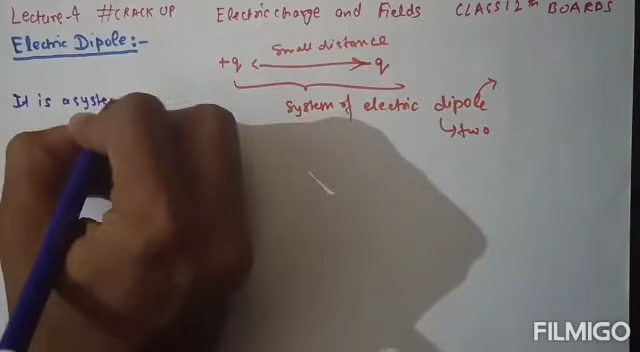 Lecture-4 #CRACK UP Electric charge and Fields CLASS 12th BOARDS
Electric Dipole:-
Small distance
+q q
It is a system
System of electric dipole
two
FILMIGO